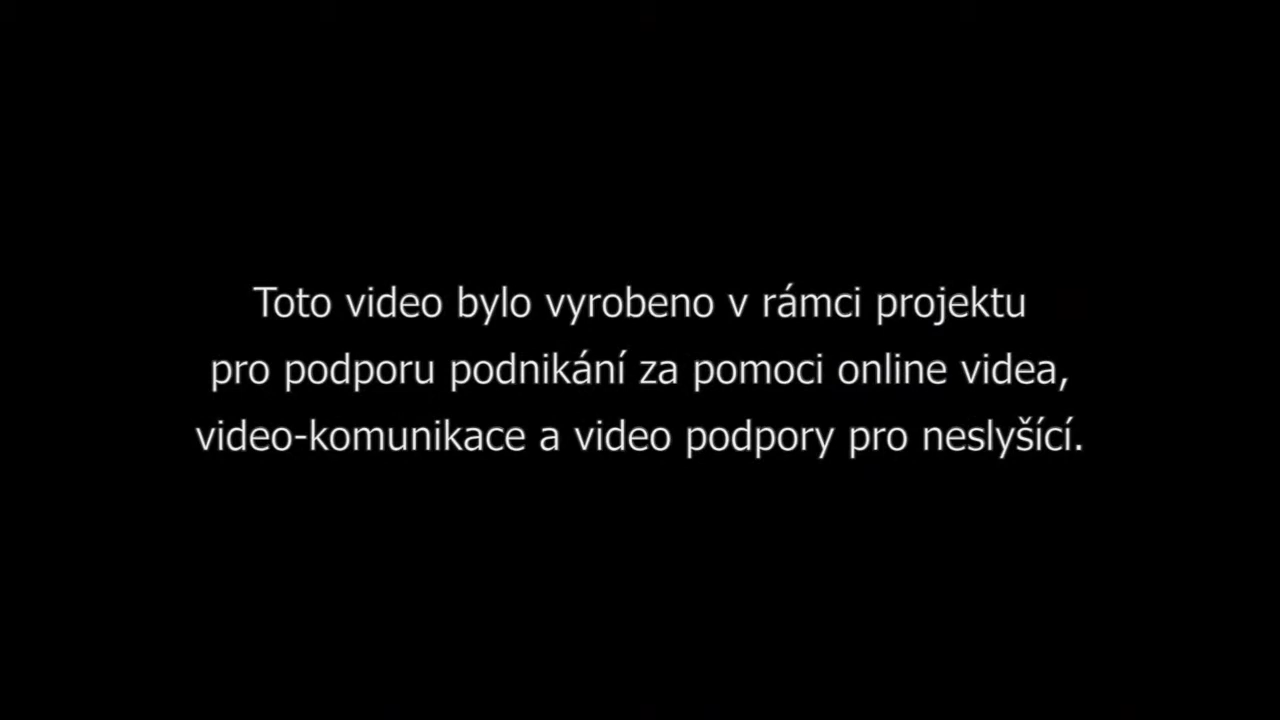 Toto video bylo vyrobeno v rámci projektu
pro podporu podnikání za pomoci online videa,
video-komunikace a video podpory pro neslyšící.